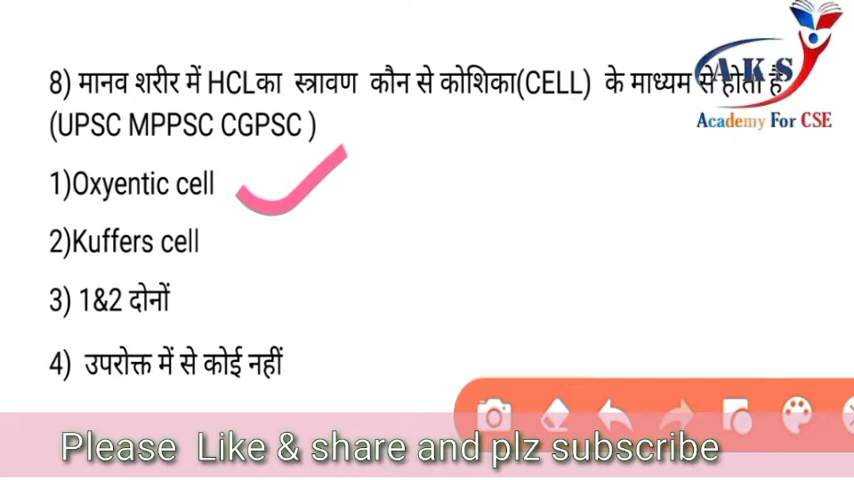 8) मानव शरीर में HCLका स्त्रावण कौन से कोशिका(CELL) के माध्यम से होता है
(UPSC MPPSC CGPSC )
1)Oxyentic cell
2)Kuffers cell
3) 1&2 दोनों
4) उपरोक्त में से कोई नहीं
AKS
Academy For CSE
Please Like & share and plz subscribe